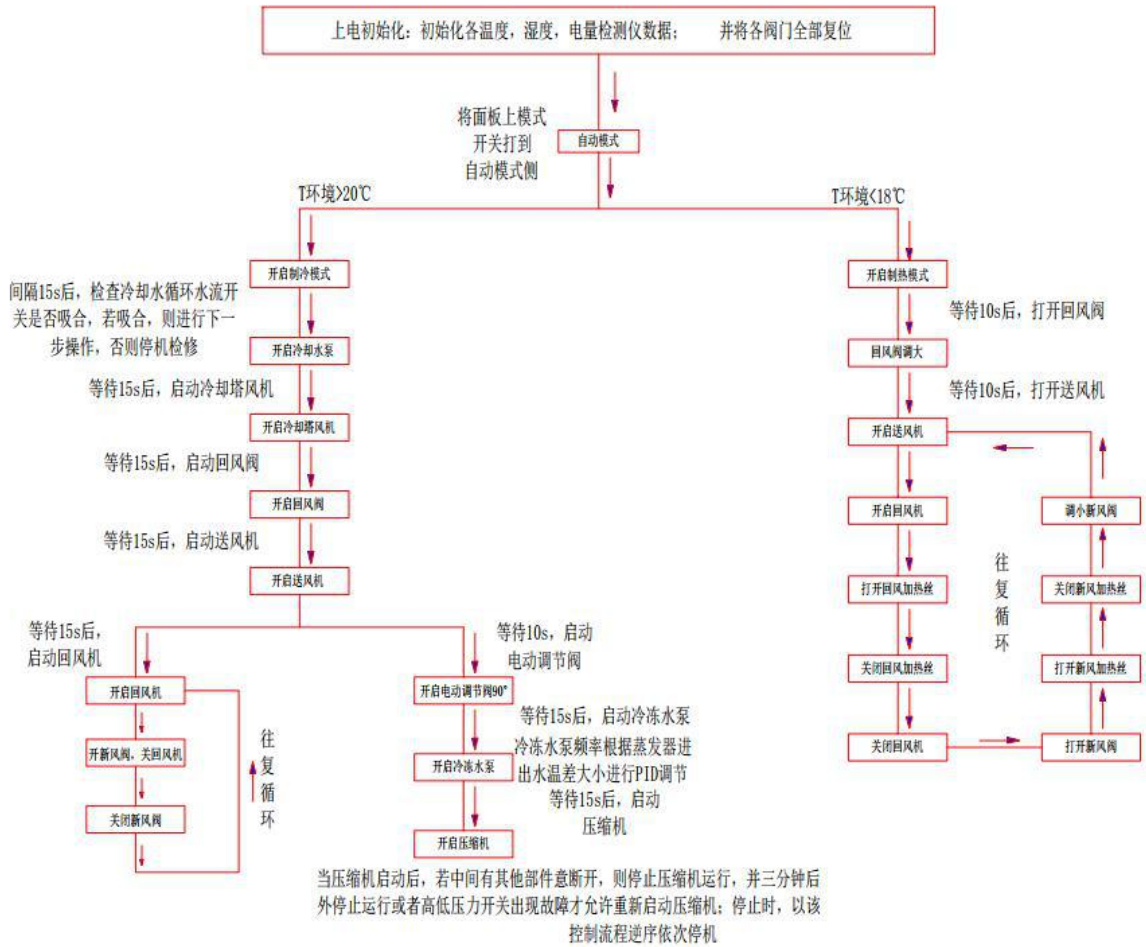 上电初始化：初始化各温度，湿度，电量检测仪数据； 并将各阀门全部复位
将面板上模式
开关打到
自动模式侧
自动模式
T环境>20℃
T环境<18℃
开启制冷模式
间隔15s后，检查冷却水循环水流开
关是否吸合，若吸合，则进行下一
步操作，否则停机检修
开启冷却水泵
等待15s后，启动冷却塔风机
开启冷却塔风机
等待15s后，启动回风阀
开启回风阀
等待15s后，启动送风机
开启送风机
等待15s后，
启动回风机
开启回风机
开新风阀，关回风机
关闭新风阀
往复循环
等待10s，启动
电动调节阀
开启电动调节阀90°
等待15s后，启动冷冻水泵
冷冻水泵频率根据蒸发器进
出水温差大小进行PID调节
开启冷冻水泵
等待15s后，启动
压缩机
开启压缩机
当压缩机启动后，若中间有其他部件意断开，则停止压缩机运行，并三分钟后
外停止运行或者高低压力开关出现故障才允许重新启动压缩机；停止时，以该
控制流程逆序依次停机
开启制热模式
等待10s后，打开回风阀
回风阀调大
等待10s后，打开送风机
开启送风机
开启回风机
打开回风加热丝
关闭回风加热丝
关闭回风机
打开新风阀
打开新风加热丝
关闭新风加热丝
调小新风阀
往复循环